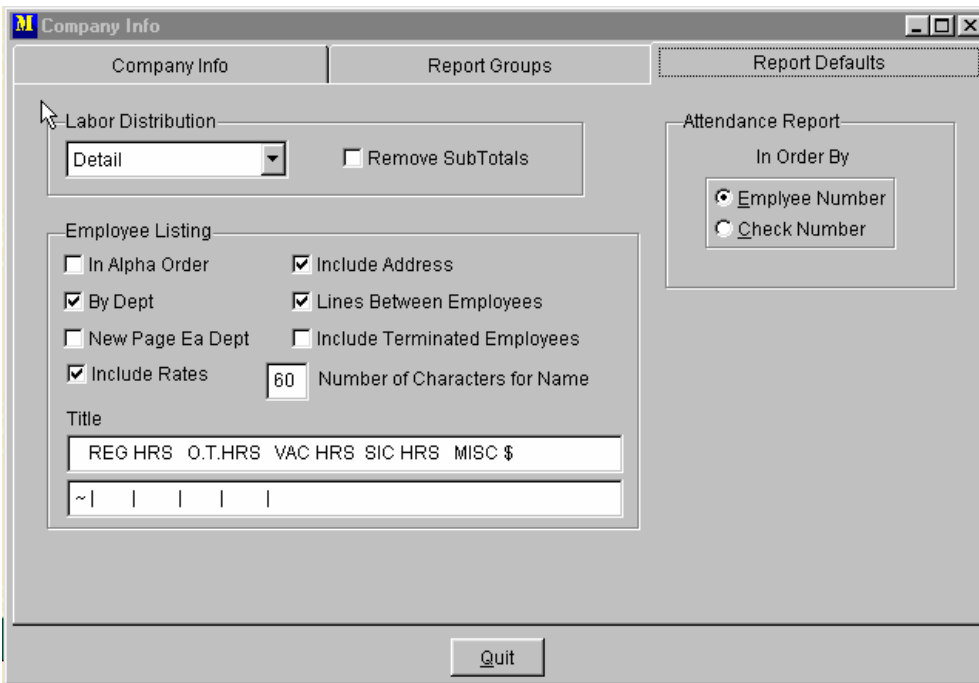 M Company Info
Company Info Report Groups Report Defaults
Labor Distribution
Detail Remove SubTotals
Attendance Report
In Order By
Emplyee Number
Check Number
Employee Listing
In Alpha Order Include Address
By Dept Lines Between Employees
New Page Ea Dept Include Terminated Employees
Include Rates 60 Number of Characters for Name
Title
REG HRS O.T.HRS VAC HRS SIC HRS MISC $
~| | | | |
Quit